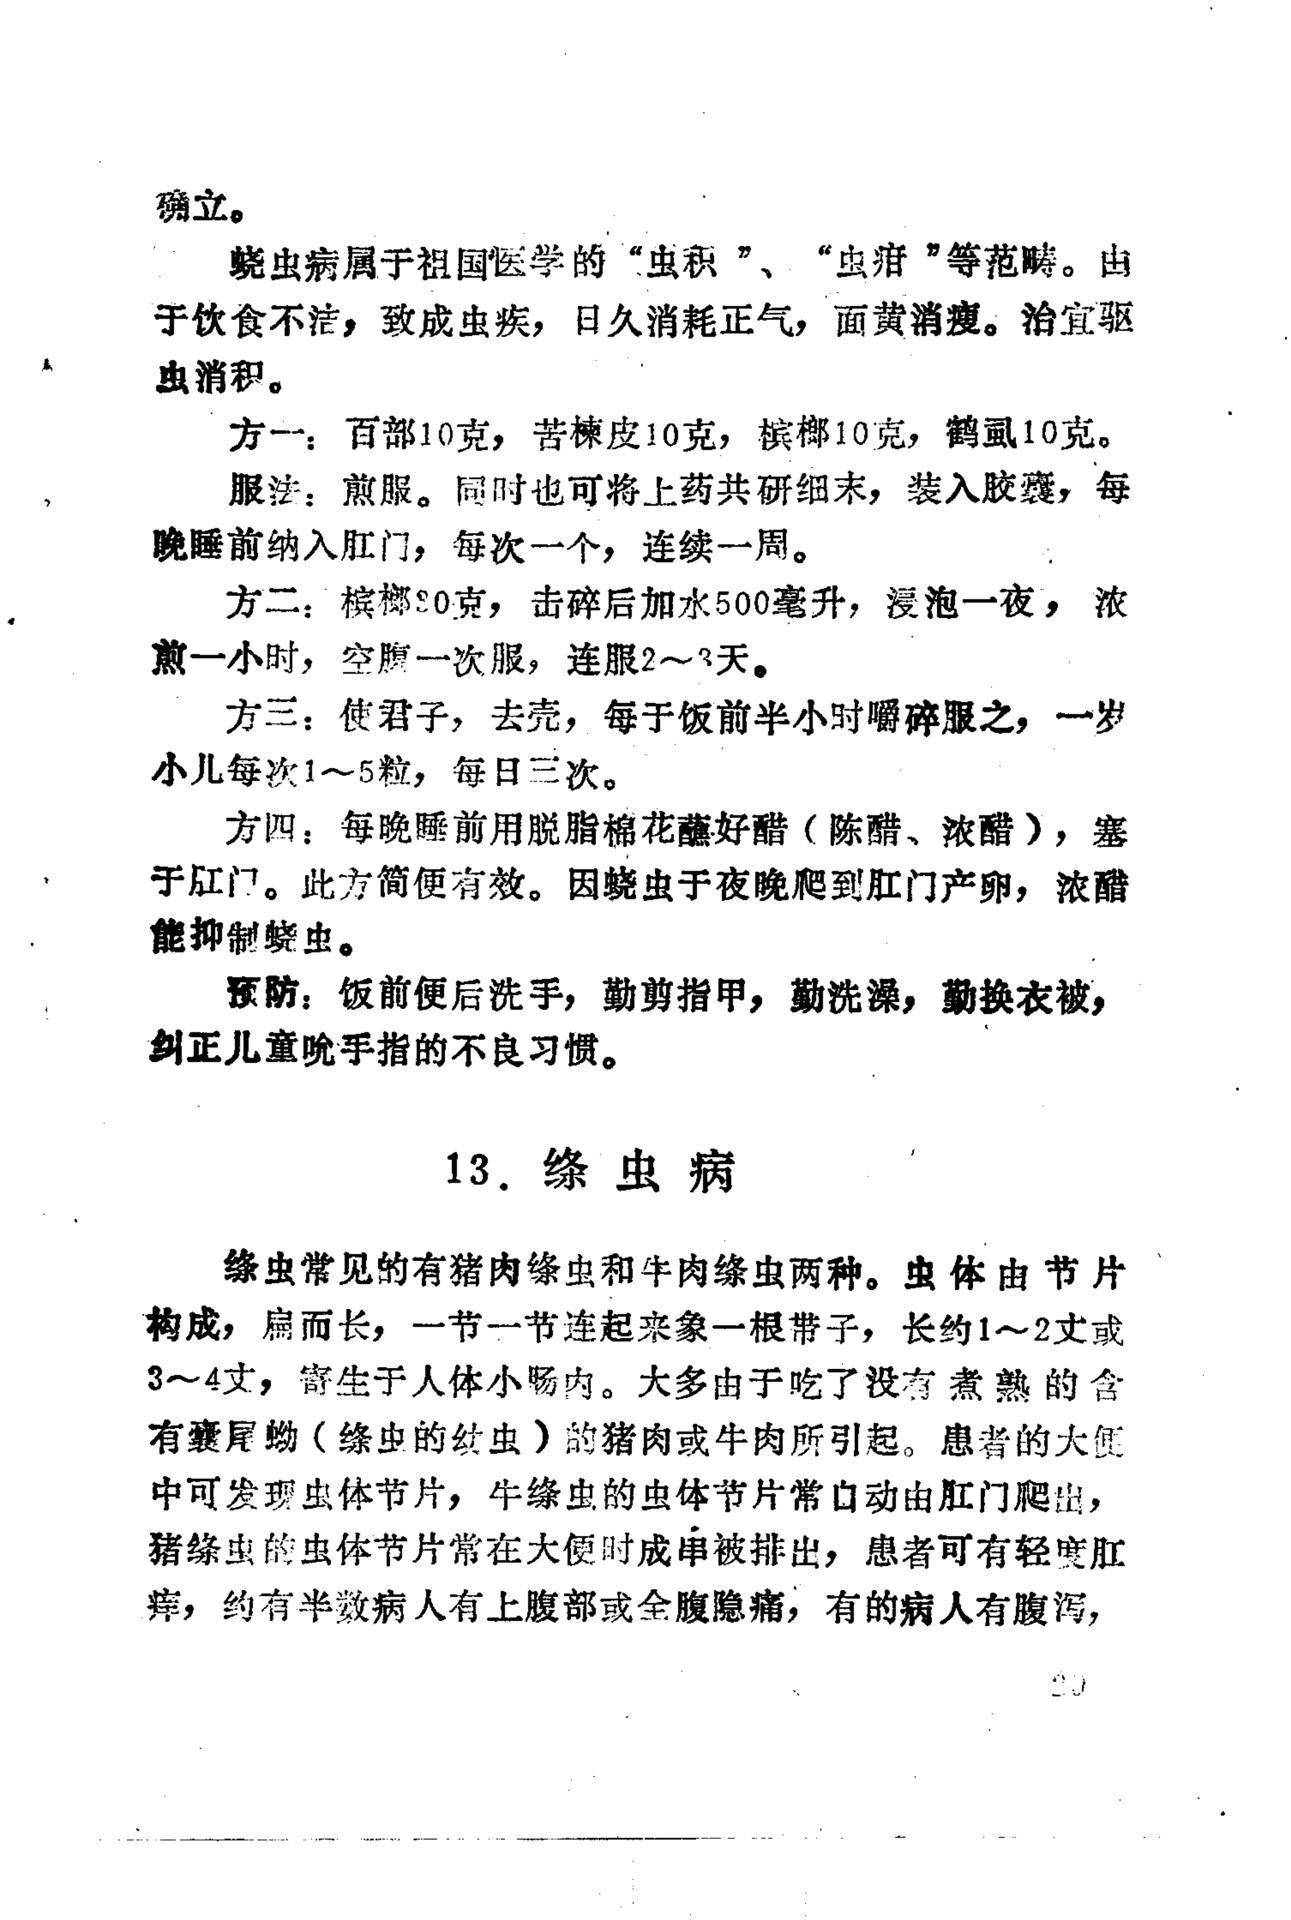 确立。
蛲虫病属于祖国医学的“虫积”、“虫疳”等范畴。由
于饮食不洁，致成虫疾，日久消耗正气，面黄消瘦。治宜驱
虫消积。
方一：百部10克，苦楝皮10克，槟榔10克，鹤虱10克。
服法：煎服。同时也可将上药共研细末，装入胶囊，每
晚睡前纳入肛门，每次一个，连续一周。
方二：槟榔80克，击碎后加水500毫升，浸泡一夜，浓
煎一小时，空腹一次服，连服2～3天。
方三：使君子，去壳，每于饭前半小时嚼碎服之，一岁
小儿每次1～5粒，每日三次。
方四：每晚睡前用脱脂棉花蘸好醋（陈醋、浓醋），塞
于肛门。此方简便有效。因蛲虫于夜晚爬到肛门产卵，浓醋
能抑制蛲虫。
预防：饭前便后洗手，勤剪指甲，勤洗澡，勤换衣被，
纠正儿童吮手指的不良习惯。
13．绦虫病
绦虫常见的有猪肉绦虫和牛肉绦虫两种。虫体由节片
构成，扁而长，一节一节连起来象一根带子，长约1～2丈或
3～4丈，寄生于人体小肠内。大多由于吃了没有煮熟的含
有囊尾蚴（绦虫的幼虫）的猪肉或牛肉所引起。患者的大便
中可发现虫体节片，牛绦虫的虫体节片常自动由肛门爬出，
猪绦虫的虫体节片常在大便时成串被排出，患者可有轻度肛
痒，约有半数病人有上腹部或全腹隐痛，有的病人有腹泻，